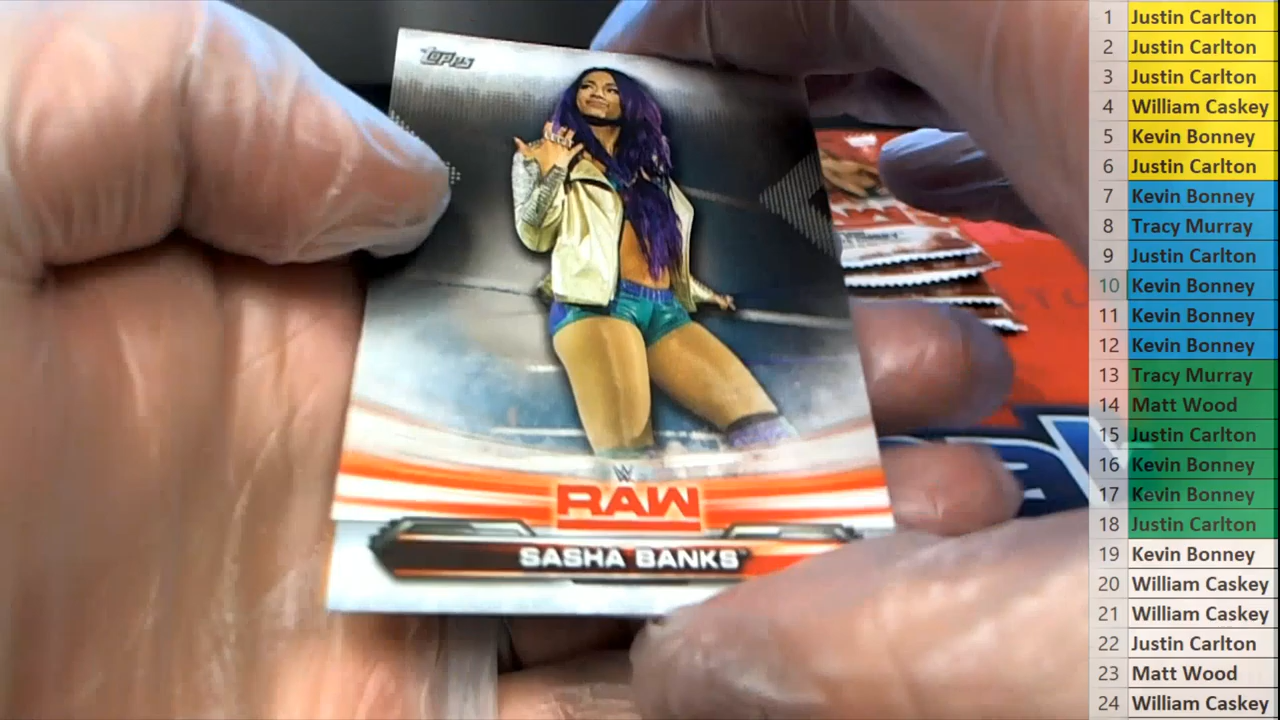 Topps
W
RAW
SASHA BANKS
1 Justin Carlton
2 Justin Carlton
3 Justin Carlton
4 William Caskey
5 Kevin Bonney
6 Justin Carlton
7 Kevin Bonney
8 Tracy Murray
9 Justin Carlton
10 Kevin Bonney
11 Kevin Bonney
12 Kevin Bonney
13 Tracy Murray
14 Matt Wood
15 Justin Carlton
16 Kevin Bonney
17 Kevin Bonney
18 Justin Carlton
19 Kevin Bonney
20 William Caskey
21 William Caskey
22 Justin Carlton
23 Matt Wood
24 William Caskey